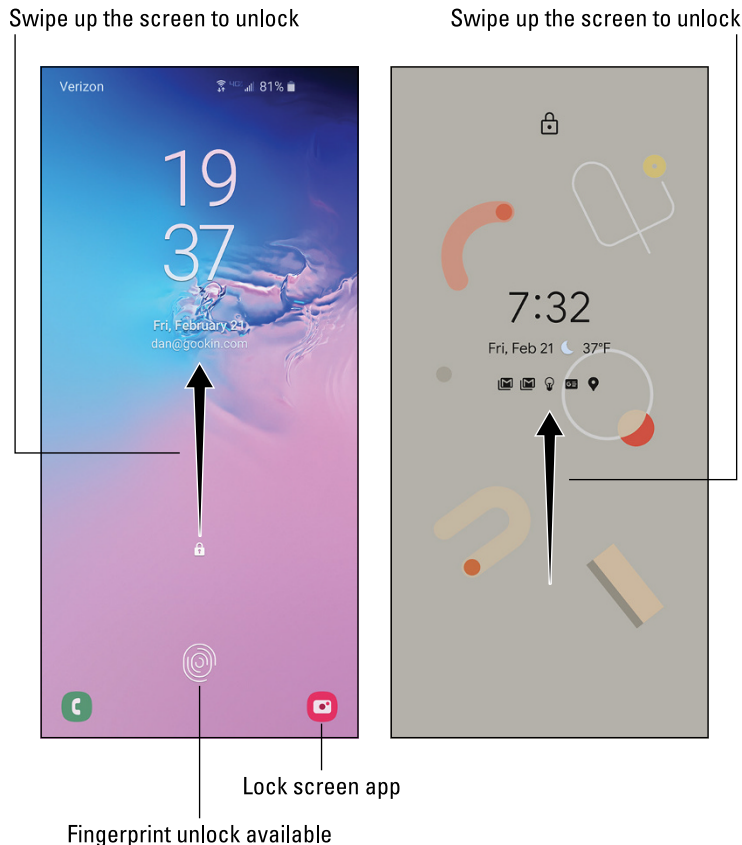 Swipe up the screen to unlock
Swipe up the screen to unlock
Verizon
81%
19
37
Fri, February 21
dan@gookin.com
7:32
Fri, Feb 21 37°F
Lock screen app
Fingerprint unlock available